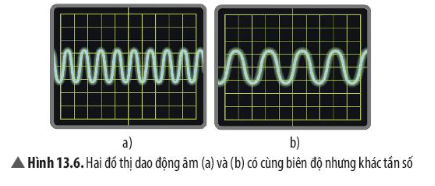 a)
b)
▲ Hình 13.6. Hai đồ thị dao động âm (a) và (b) có cùng biên độ nhưng khác tần số